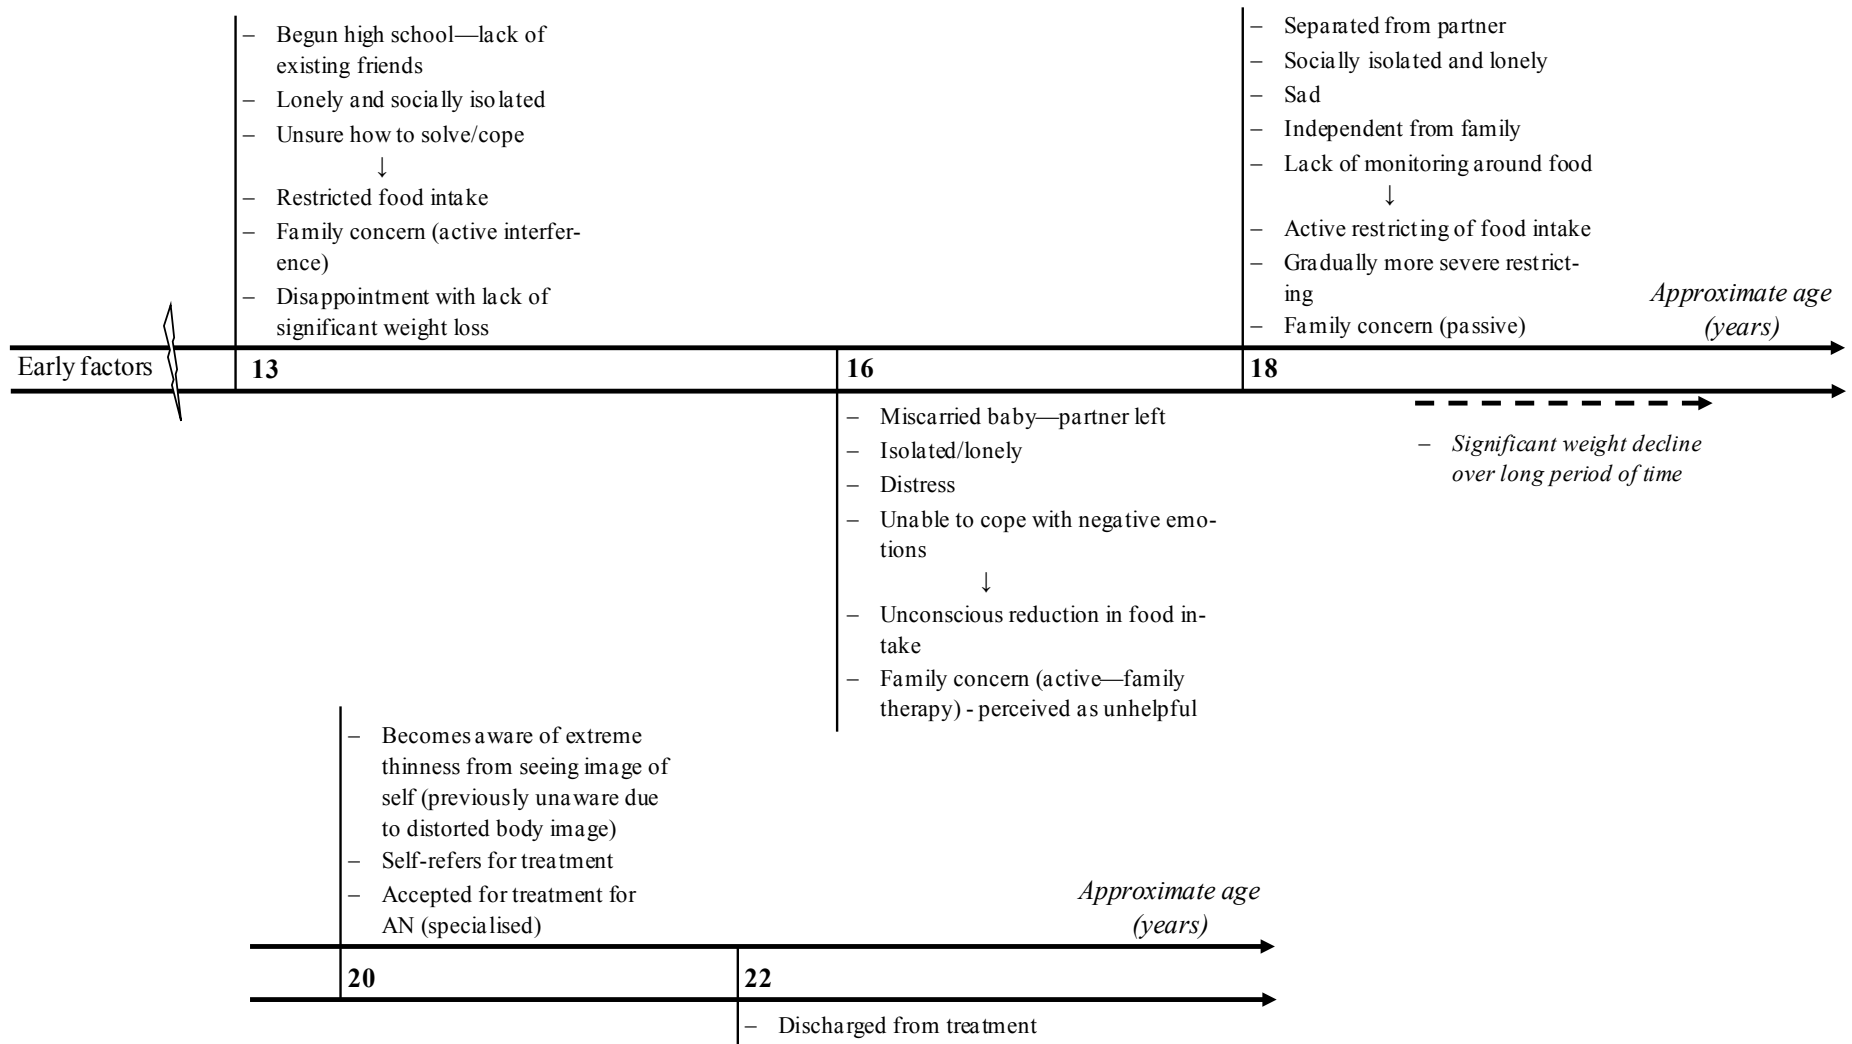 – Begun high school—lack of
existing friends
– Lonely and socially isolated
– Unsure how to solve/cope
↓
– Restricted food intake
– Family concern (active interfer-
ence)
– Disappointment with lack of
significant weight loss
– Separated from partner
– Socially isolated and lonely
– Sad
– Independent from family
– Lack of monitoring around food
↓
– Active restricting of food intake
– Gradually more severe restrict-
ing
– Family concern (passive)
Approximate age
(years)
Early factors
13
16
18
– Miscarried baby—partner left
– Isolated/lonely
– Distress
– Unable to cope with negative emo-
tions
↓
– Unconscious reduction in food in-
take
– Family concern (active—family
therapy) - perceived as unhelpful
– Significant weight decline
over long period of time
– Becomes aware of extreme
thinness from seeing image of
self (previously unaware due
to distorted body image)
– Self-refers for treatment
– Accepted for treatment for
AN (specialised)
Approximate age
(years)
20
22
– Discharged from treatment